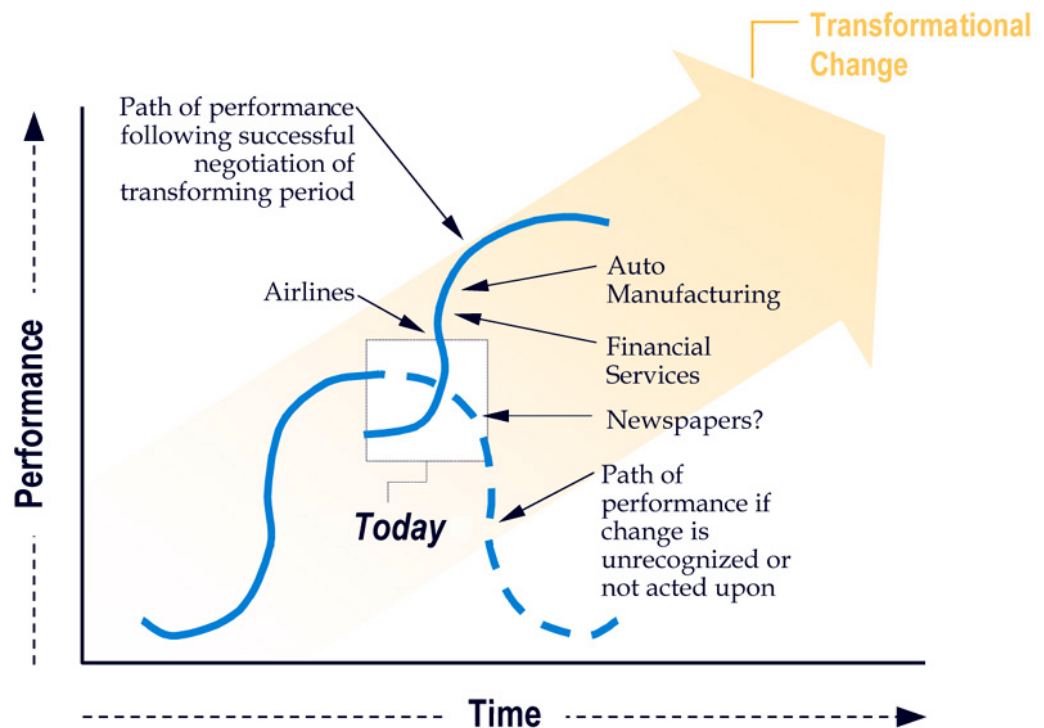 Transformational
Change
Path of performance
following successful
negotiation of
transforming period
Airlines
Auto
Manufacturing
Financial
Services
Newspapers?
Path of
performance if
change is
unrecognized or
not acted upon
Today
Performance
Time